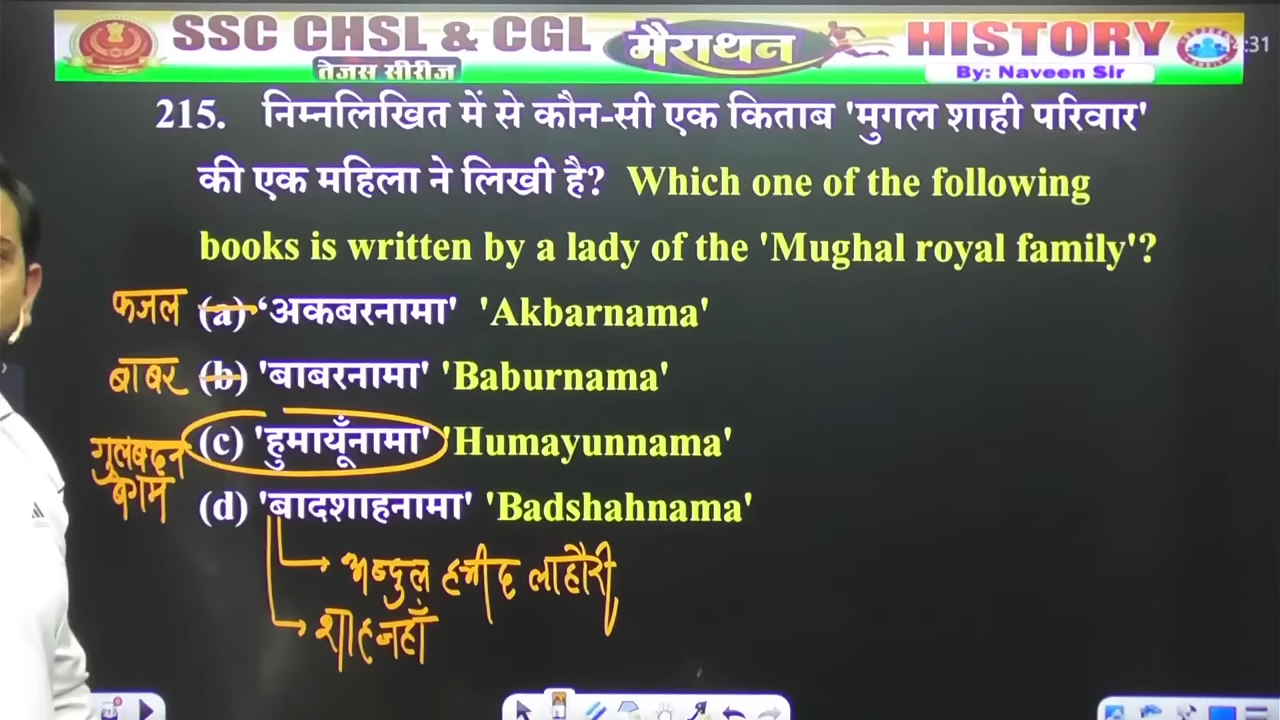 SSC CHSL & CGL मैराथन HISTORY
तेजस सीरीज By: Naveen Sir
215. निम्नलिखित में से कौन-सी एक किताब 'मुगल शाही परिवार'
की एक महिला ने लिखी है? Which one of the following
books is written by a lady of the 'Mughal royal family'?
फजल (a) ‘अकबरनामा' 'Akbarnama'
बाबर (b) 'बाबरनामा' 'Baburnama'
गुलबदन बेगम (c) 'हुमायूँनामा' 'Humayunnama'
(d) 'बादशाहनामा' 'Badshahnama'
अब्दुल हमीद लाहौरी
शाहजहाँ